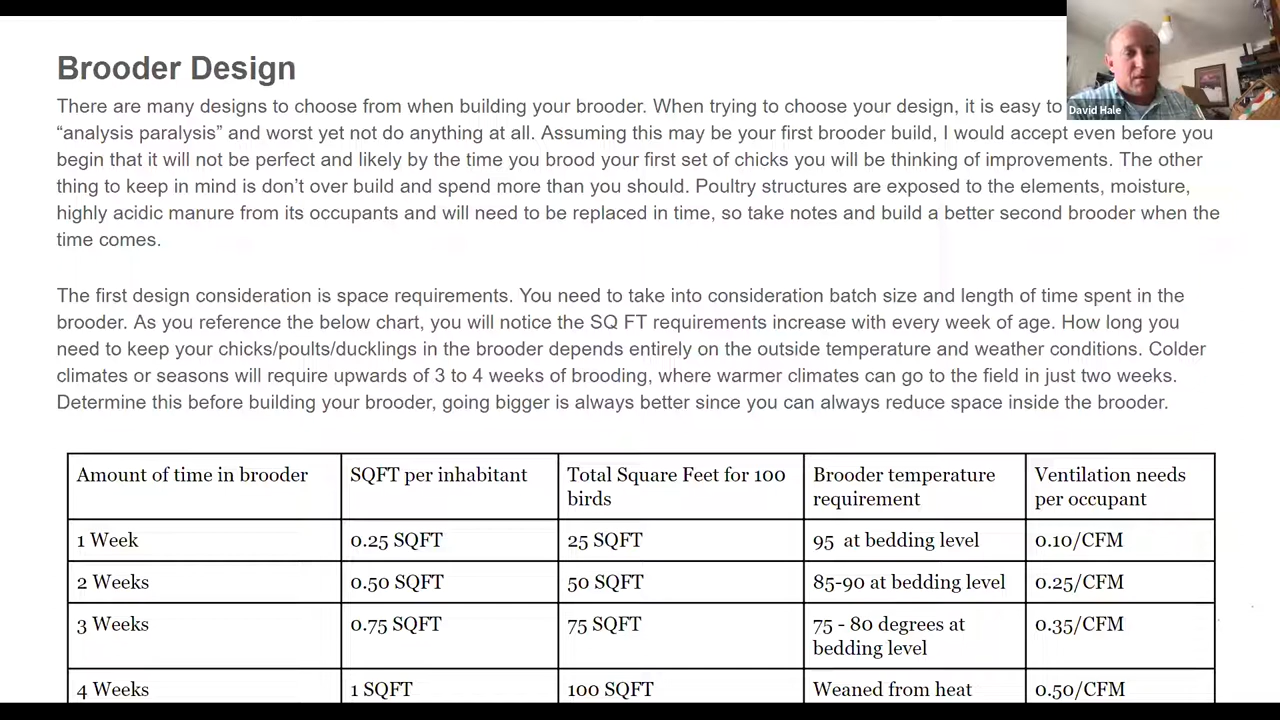 Brooder Design
There are many designs to choose from when building your brooder. When trying to choose your design, it is easy to
David Hale
“analysis paralysis” and worst yet not do anything at all. Assuming this may be your first brooder build, I would accept even before you
begin that it will not be perfect and likely by the time you brood your first set of chicks you will be thinking of improvements. The other
thing to keep in mind is don’t over build and spend more than you should. Poultry structures are exposed to the elements, moisture,
highly acidic manure from its occupants and will need to be replaced in time, so take notes and build a better second brooder when the
time comes.
The first design consideration is space requirements. You need to take into consideration batch size and length of time spent in the
brooder. As you reference the below chart, you will notice the SQ FT requirements increase with every week of age. How long you
need to keep your chicks/poults/ducklings in the brooder depends entirely on the outside temperature and weather conditions. Colder
climates or seasons will require upwards of 3 to 4 weeks of brooding, where warmer climates can go to the field in just two weeks.
Determine this before building your brooder, going bigger is always better since you can always reduce space inside the brooder.
Amount of time in brooder
SQFT per inhabitant
Total Square Feet for 100
birds
Brooder temperature
requirement
Ventilation needs
per occupant
1 Week
0.25 SQFT
25 SQFT
95 at bedding level
0.10/CFM
2 Weeks
0.50 SQFT
50 SQFT
85-90 at bedding level
0.25/CFM
3 Weeks
0.75 SQFT
75 SQFT
75 - 80 degrees at
bedding level
0.35/CFM
4 Weeks
1 SQFT
100 SQFT
Weaned from heat
0.50/CFM